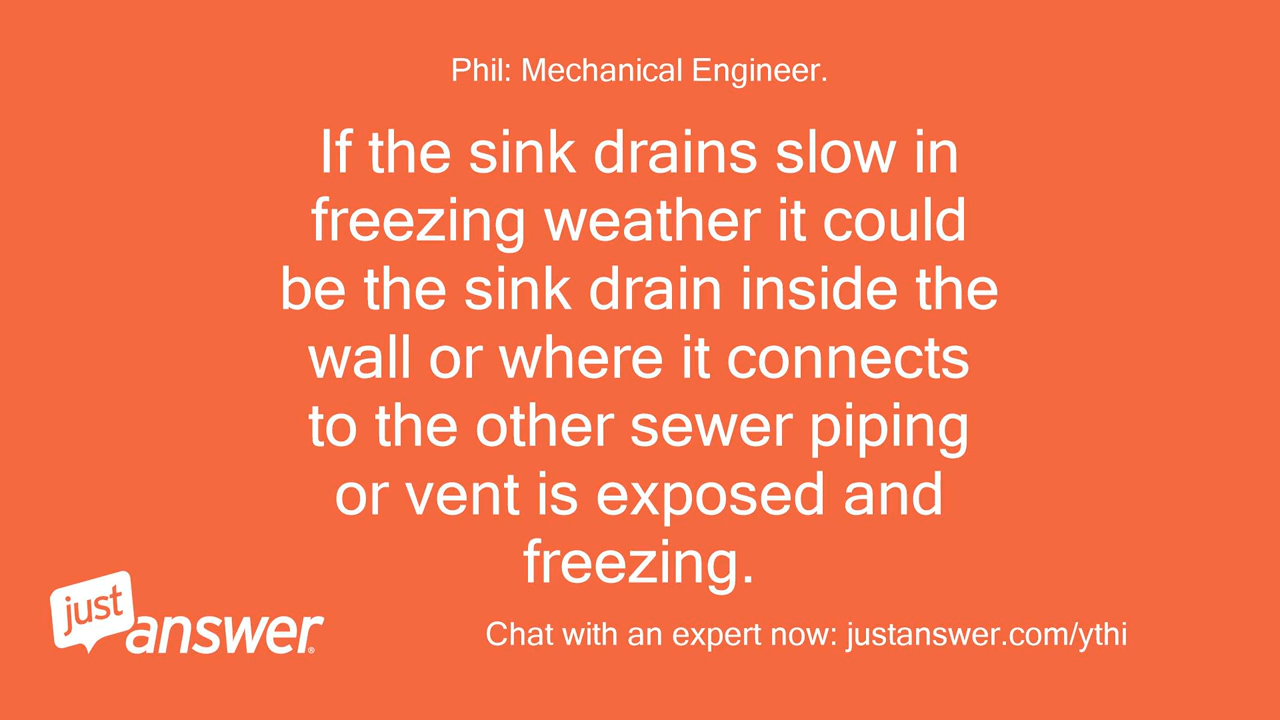 Phil: Mechanical Engineer.
If the sink drains slow in
freezing weather it could
be the sink drain inside the
wall or where it connects
to the other sewer piping
or vent is exposed and
freezing.
just
answer®
Chat with an expert now: justanswer.com/ythi